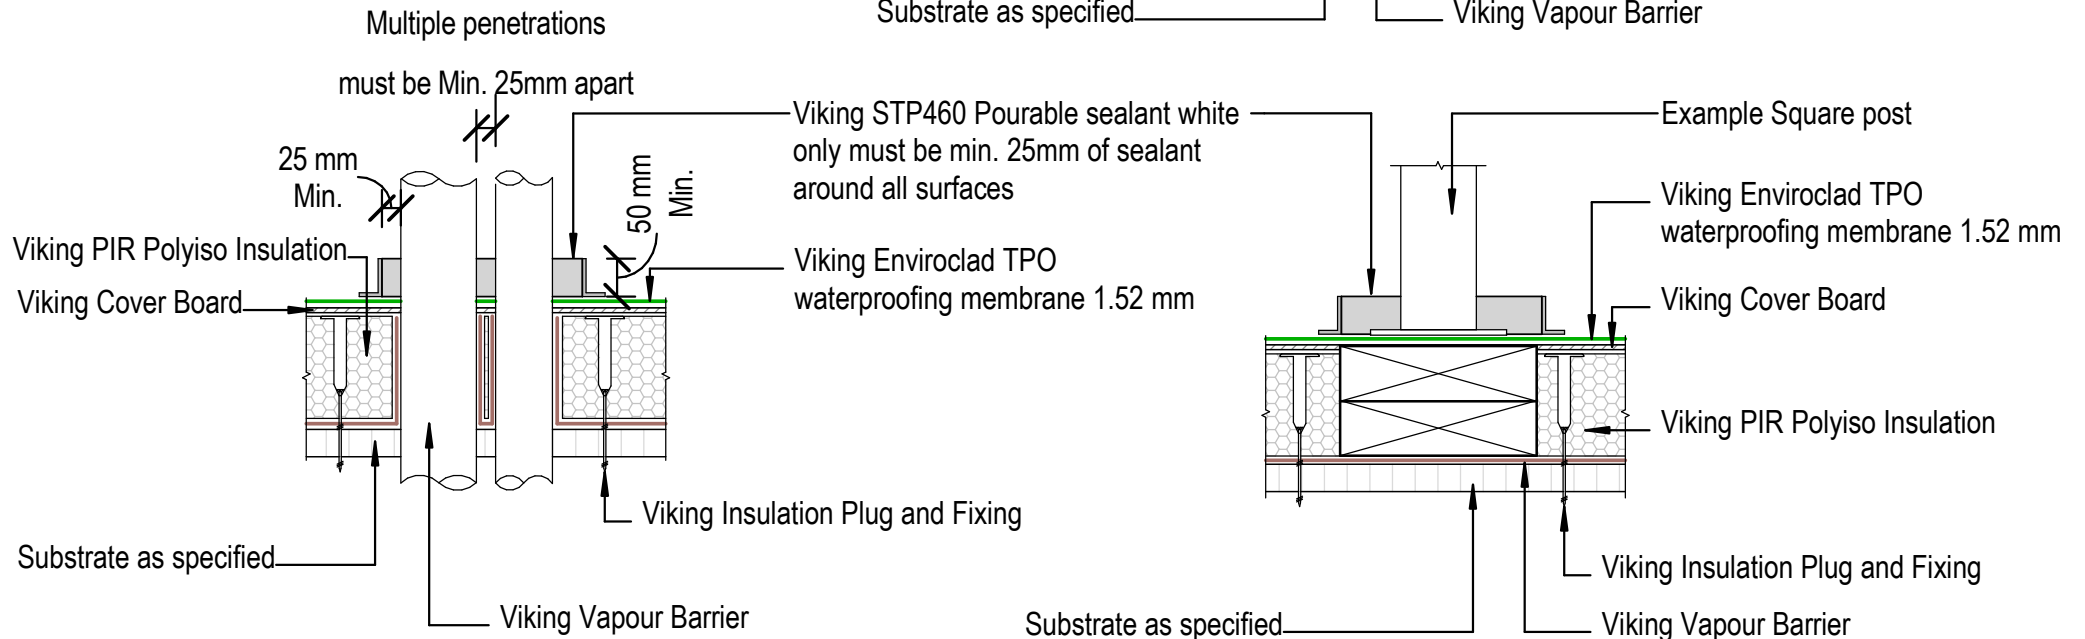 Multiple penetrations
must be Min. 25mm apart
Substrate as specified
Viking Vapour Barrier
25 mm
Min.
50 mm
Min.
Viking STP460 Pourable sealant white
only must be min. 25mm of sealant
around all surfaces
Viking PIR Polyiso Insulation
Viking Cover Board
Viking Enviroclad TPO
waterproofing membrane 1.52 mm
Viking Insulation Plug and Fixing
Substrate as specified
Viking Vapour Barrier
Example Square post
Viking Enviroclad TPO
waterproofing membrane 1.52 mm
Viking Cover Board
Viking PIR Polyiso Insulation
Viking Insulation Plug and Fixing
Substrate as specified
Viking Vapour Barrier